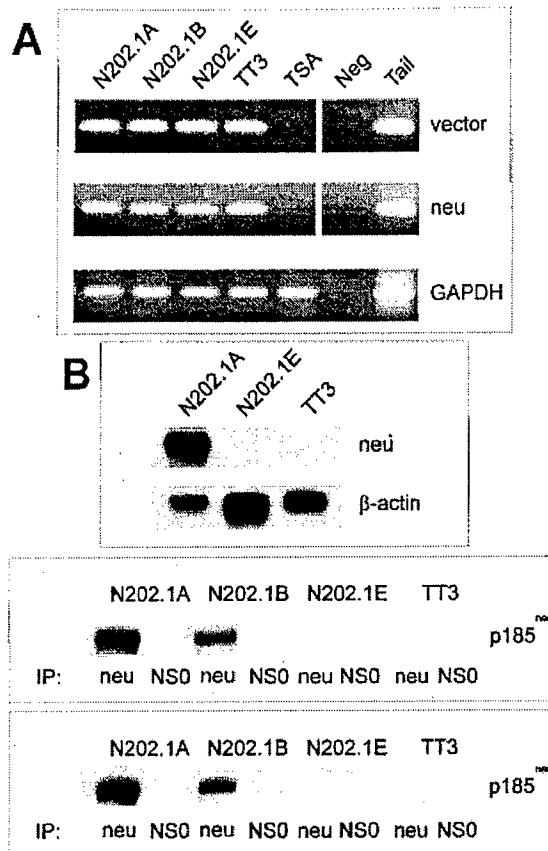 A
N202.1A N202.1B N202.1E TT3 TSA Neg Tail
vector
neu
GAPDH
B
N202.1A N202.1E TT3
neu
β-actin
N202.1A N202.1B N202.1E TT3
p185neu
IP: neu NS0 neu NS0 neu NS0 neu NS0
N202.1A N202.1B N202.1E TT3
p185neu
IP: neu NS0 neu NS0 neu NS0 neu NS0